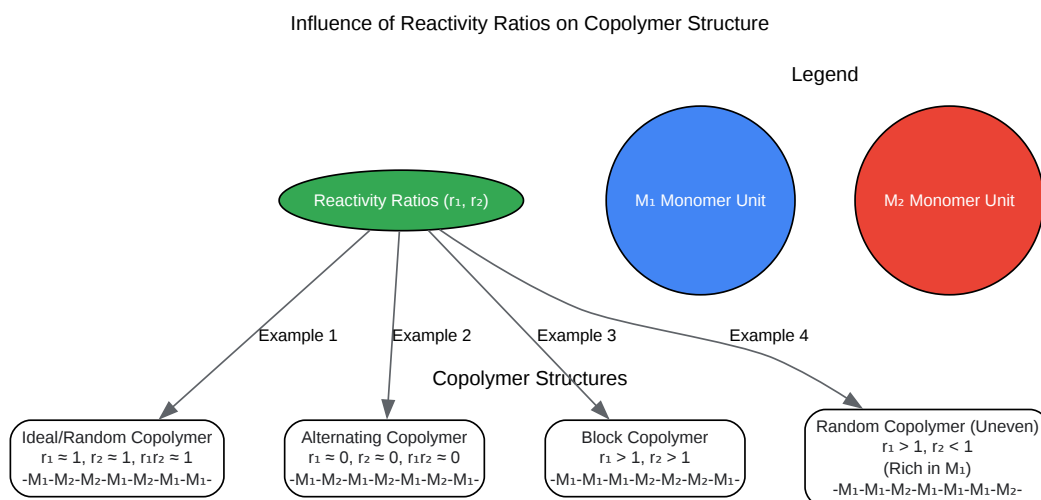 Influence of Reactivity Ratios on Copolymer Structure
Legend
Reactivity Ratios (r₁, r₂)
M₁ Monomer Unit
M₂ Monomer Unit
Example 1
Example 2
Example 3
Example 4
Copolymer Structures
Ideal/Random Copolymer
r₁ ≈ 1, r₂ ≈ 1, r₁r₂ ≈ 1
-M₁-M₂-M₂-M₁-M₂-M₁-M₁-
Alternating Copolymer
r₁ ≈ 0, r₂ ≈ 0, r₁r₂ ≈ 0
-M₁-M₂-M₁-M₂-M₁-M₂-M₁-
Block Copolymer
r₁ > 1, r₂ > 1
-M₁-M₁-M₁-M₂-M₂-M₂-M₁-
Random Copolymer (Uneven)
r₁ > 1, r₂ < 1
(Rich in M₁)
-M₁-M₁-M₂-M₁-M₁-M₁-M₂-